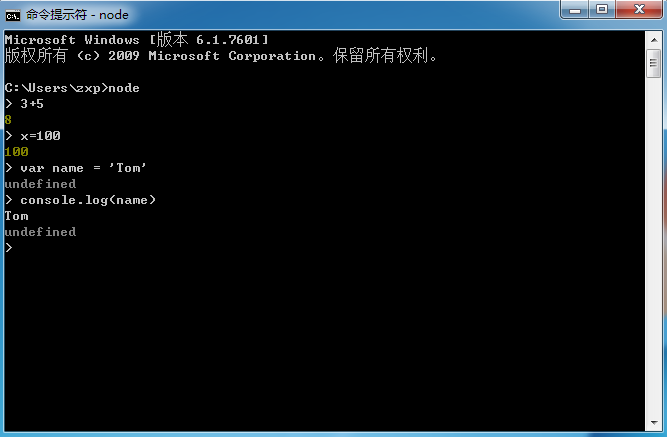 命令提示符 - node
Microsoft Windows [版本 6.1.7601]
版权所有 (c) 2009 Microsoft Corporation。保留所有权利。
C:\Users\zxp>node
> 3+5
8
> x=100
100
> var name = 'Tom'
undefined
> console.log(name)
Tom
undefined
>